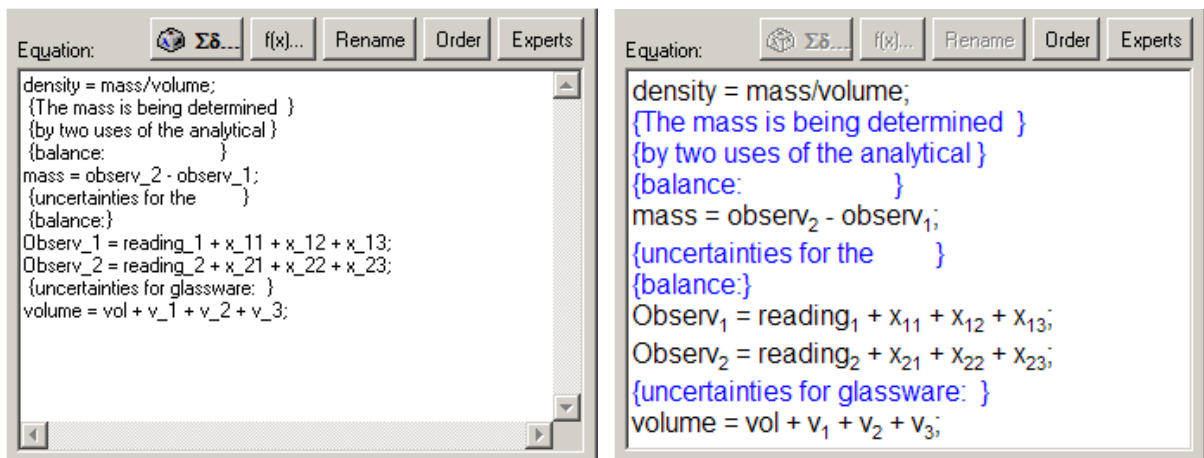 Equation: Σδ... f(x)... Rename Order Experts
density = mass/volume;
{The mass is being determined }
{by two uses of the analytical }
{balance: }
mass = observ_2 - observ_1;
{uncertainties for the }
{balance:}
Observ_1 = reading_1 + x_11 + x_12 + x_13;
Observ_2 = reading_2 + x_21 + x_22 + x_23;
{uncertainties for glassware: }
volume = vol + v_1 + v_2 + v_3;
Equation: Σδ... f(x)... Rename Order Experts
density = mass/volume;
{The mass is being determined }
{by two uses of the analytical }
{balance: }
mass = observ₂ - observ₁;
{uncertainties for the }
{balance:}
Observ₁ = reading₁ + x₁₁ + x₁₂ + x₁₃;
Observ₂ = reading₂ + x₂₁ + x₂₂ + x₂₃;
{uncertainties for glassware: }
volume = vol + v₁ + v₂ + v₃;